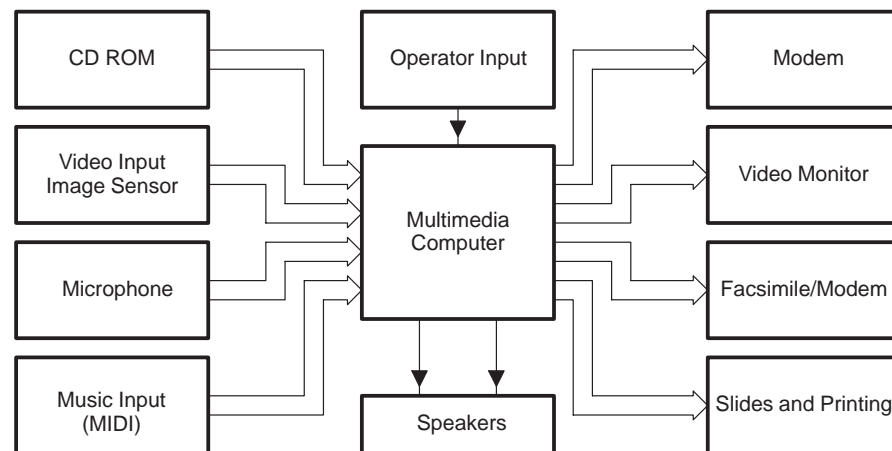 CD ROM
Operator Input
Modem
Video Input
Image Sensor
Video Monitor
Multimedia
Computer
Microphone
Facsimile/Modem
Music Input
(MIDI)
Speakers
Slides and Printing